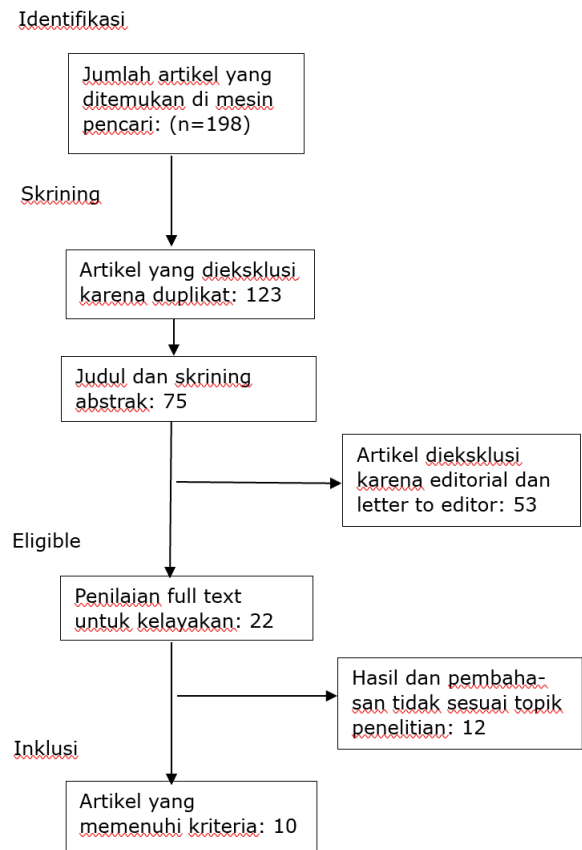 Identifikasi
Jumlah artikel yang
ditemukan di mesin
pencari: (n=198)
Skrining
Artikel yang dieksklusi
karena duplikat: 123
Judul dan skrining
abstrak: 75
Artikel dieksklusi
karena editorial dan
letter to editor: 53
Eligible
Penilaian full text
untuk kelayakan: 22
Hasil dan pembaha-
san tidak sesuai topik
penelitian: 12
Inklusi
Artikel yang
memenuhi kriteria: 10